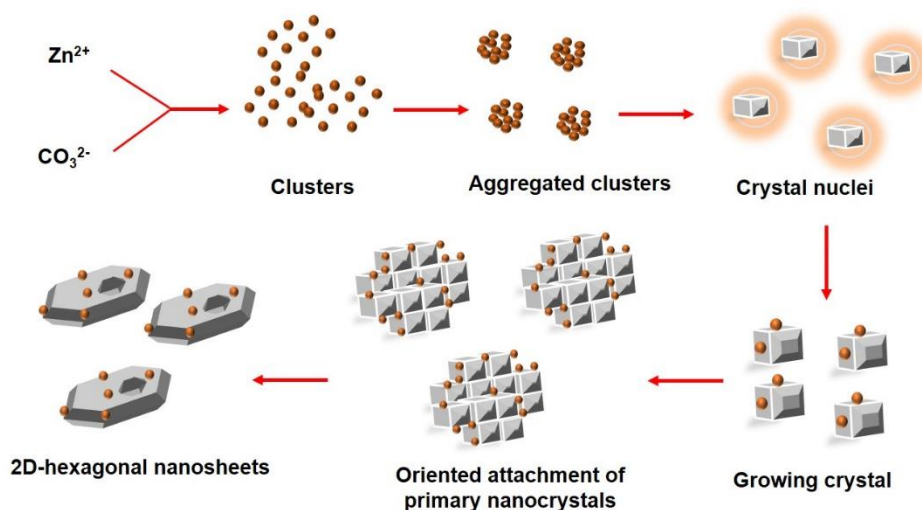 Zn²⁺
CO₃²⁻
Clusters
Aggregated clusters
Crystal nuclei
2D-hexagonal nanosheets
Oriented attachment of
primary nanocrystals
Growing crystal